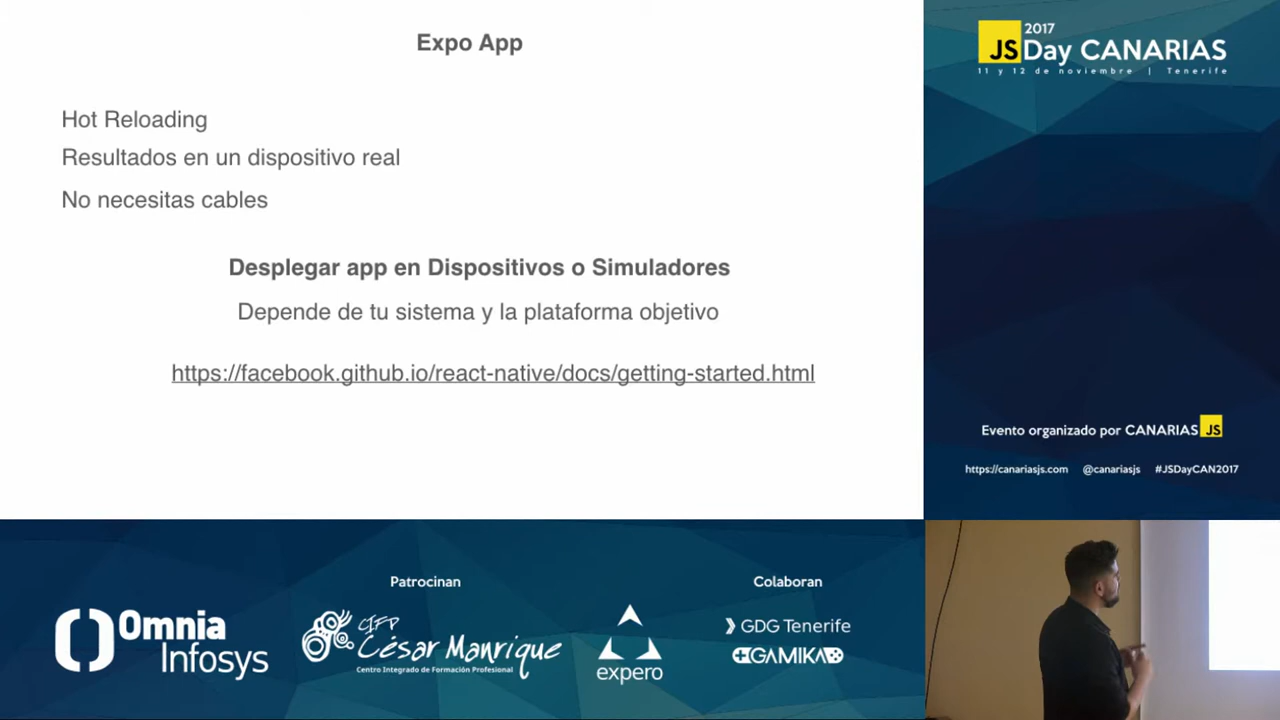 Expo App
Hot Reloading
Resultados en un dispositivo real
No necesitas cables
Desplegar app en Dispositivos o Simuladores
Depende de tu sistema y la plataforma objetivo
https://facebook.github.io/react-native/docs/getting-started.html
2017
JSDay CANARIAS
11 y 12 de noviembre | Tenerife
Evento organizado por CANARIAS JS
https://canariasjs.com @canariasjs #JSDayCAN2017
Patrocinan
Omnia
Infosys
CIFP
César Manrique
Centro Integrado de Formación Profesional
expero
Colaboran
GDG Tenerife
GAMIKA